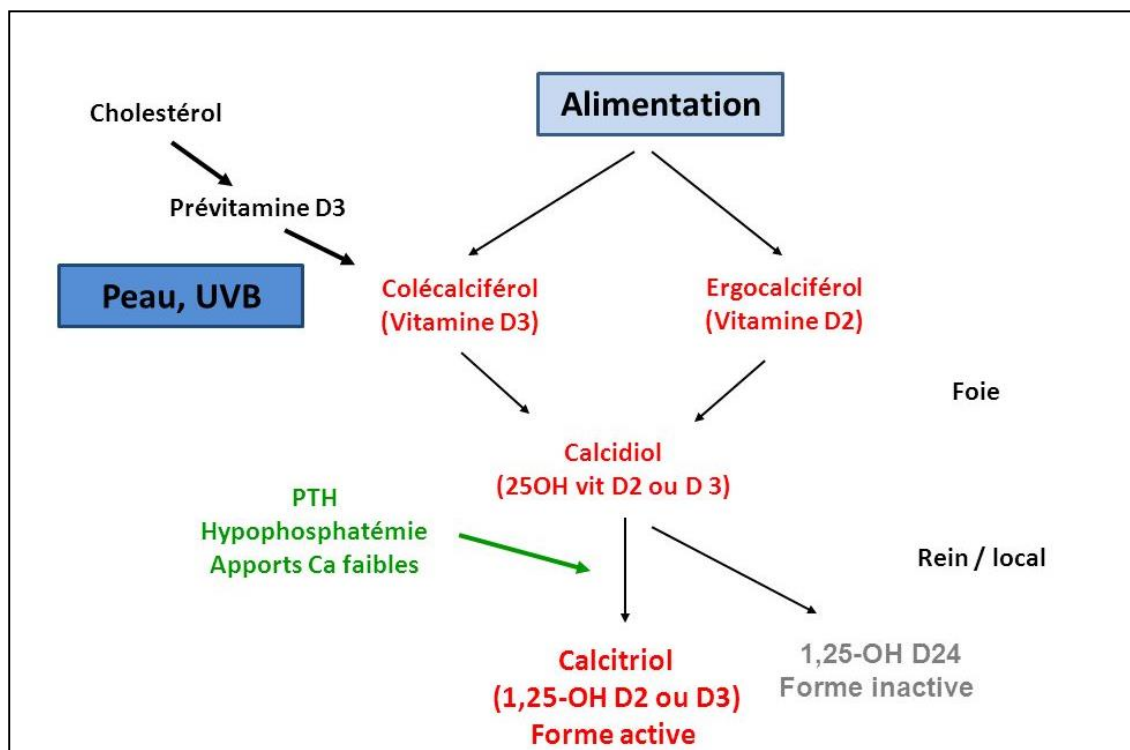 Cholestérol
Alimentation
Prévitamine D3
Peau, UVB
Colécalciférol
(Vitamine D3)
Ergocalciférol
(Vitamine D2)
Foie
Calcidiol
(25OH vit D2 ou D 3)
PTH
Hypophosphatémie
Apports Ca faibles
Rein / local
Calcitriol
(1,25-OH D2 ou D3)
Forme active
1,25-OH D24
Forme inactive